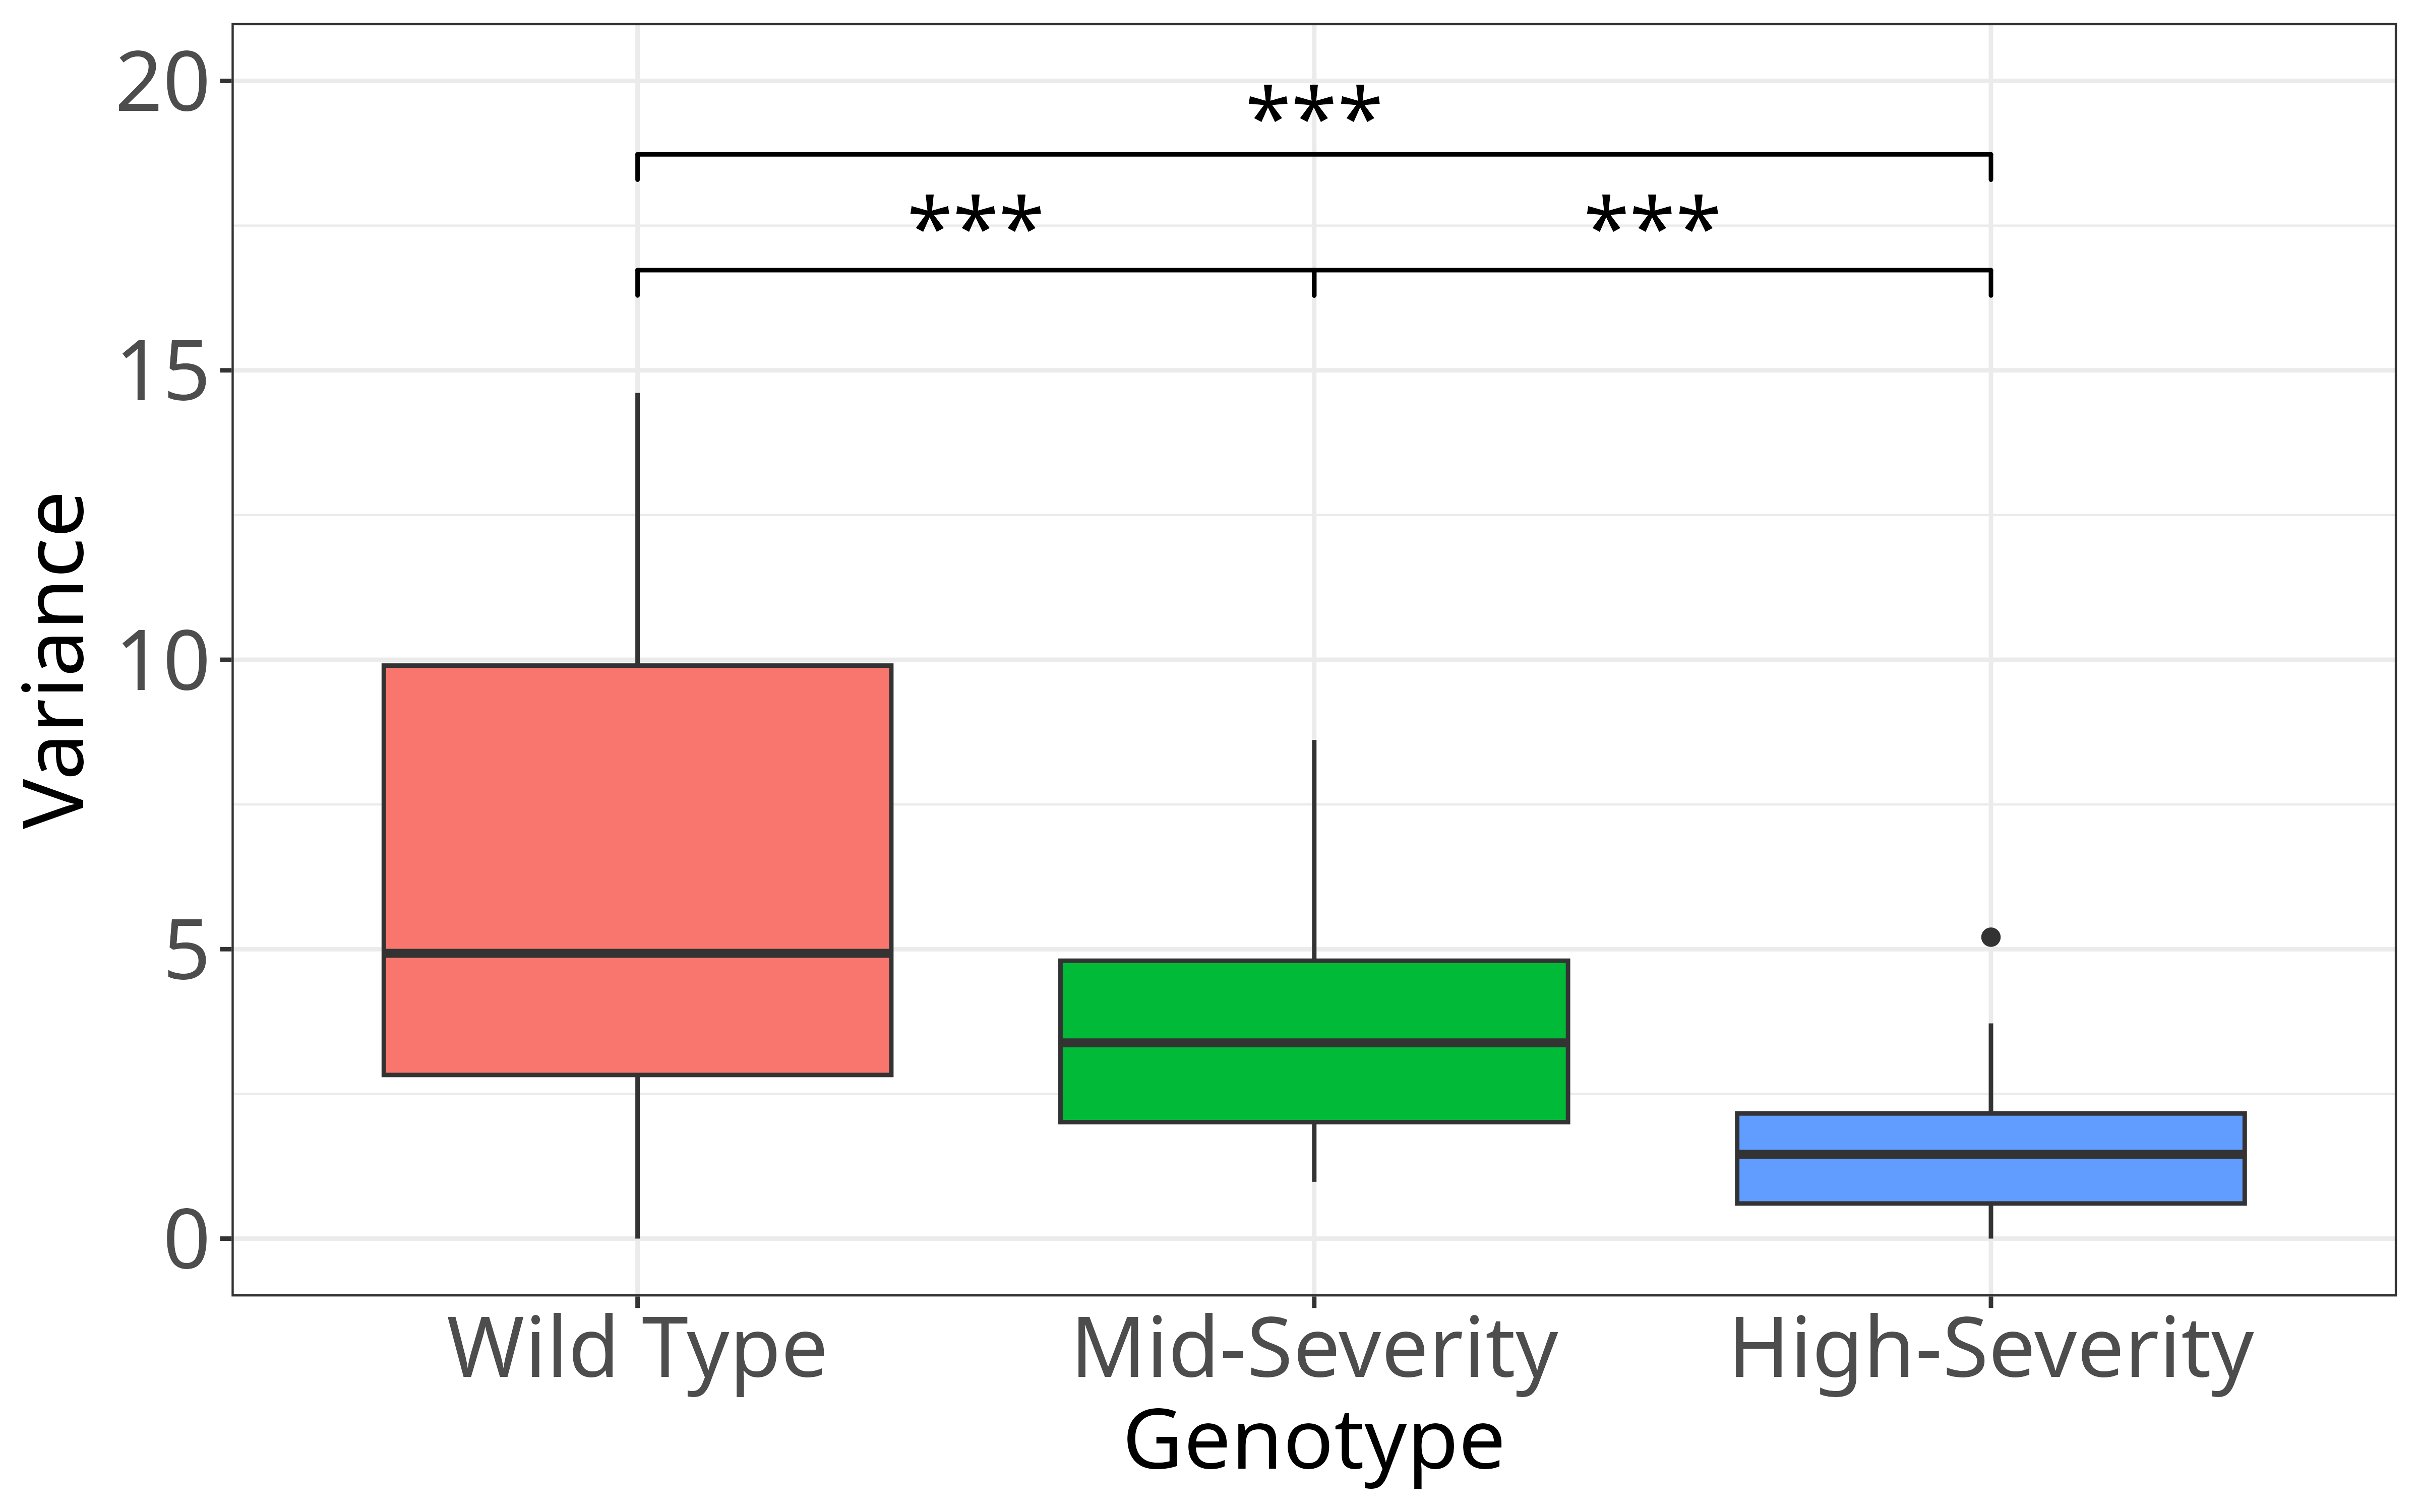 20
***
***
***
15
10
5
0
Variance
Wild Type
Mid-Severity
High-Severity
Genotype